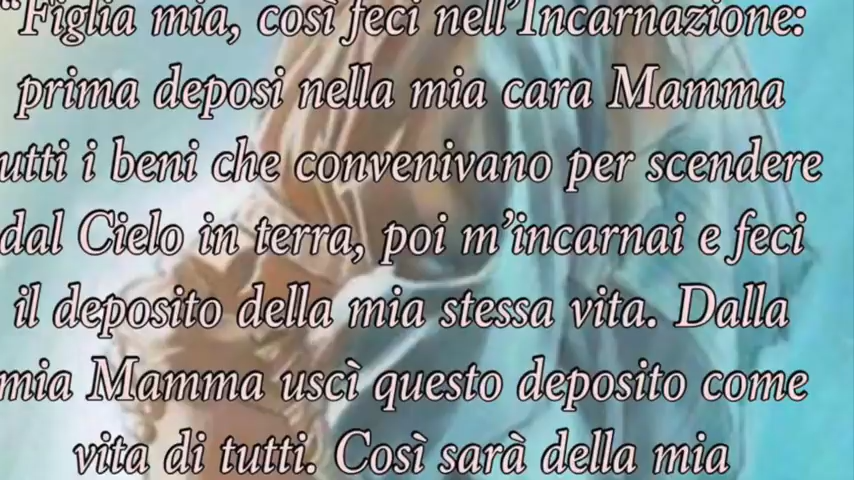 “Figlia mia, così feci nell’Incarnazione:
prima deposi nella mia cara Mamma
utti i beni che convenivano per scendere
dal Cielo in terra, poi m’incarnai e feci
il deposito della mia stessa vita. Dalla
mia Mamma uscì questo deposito come
vita di tutti. Così sarà della mia